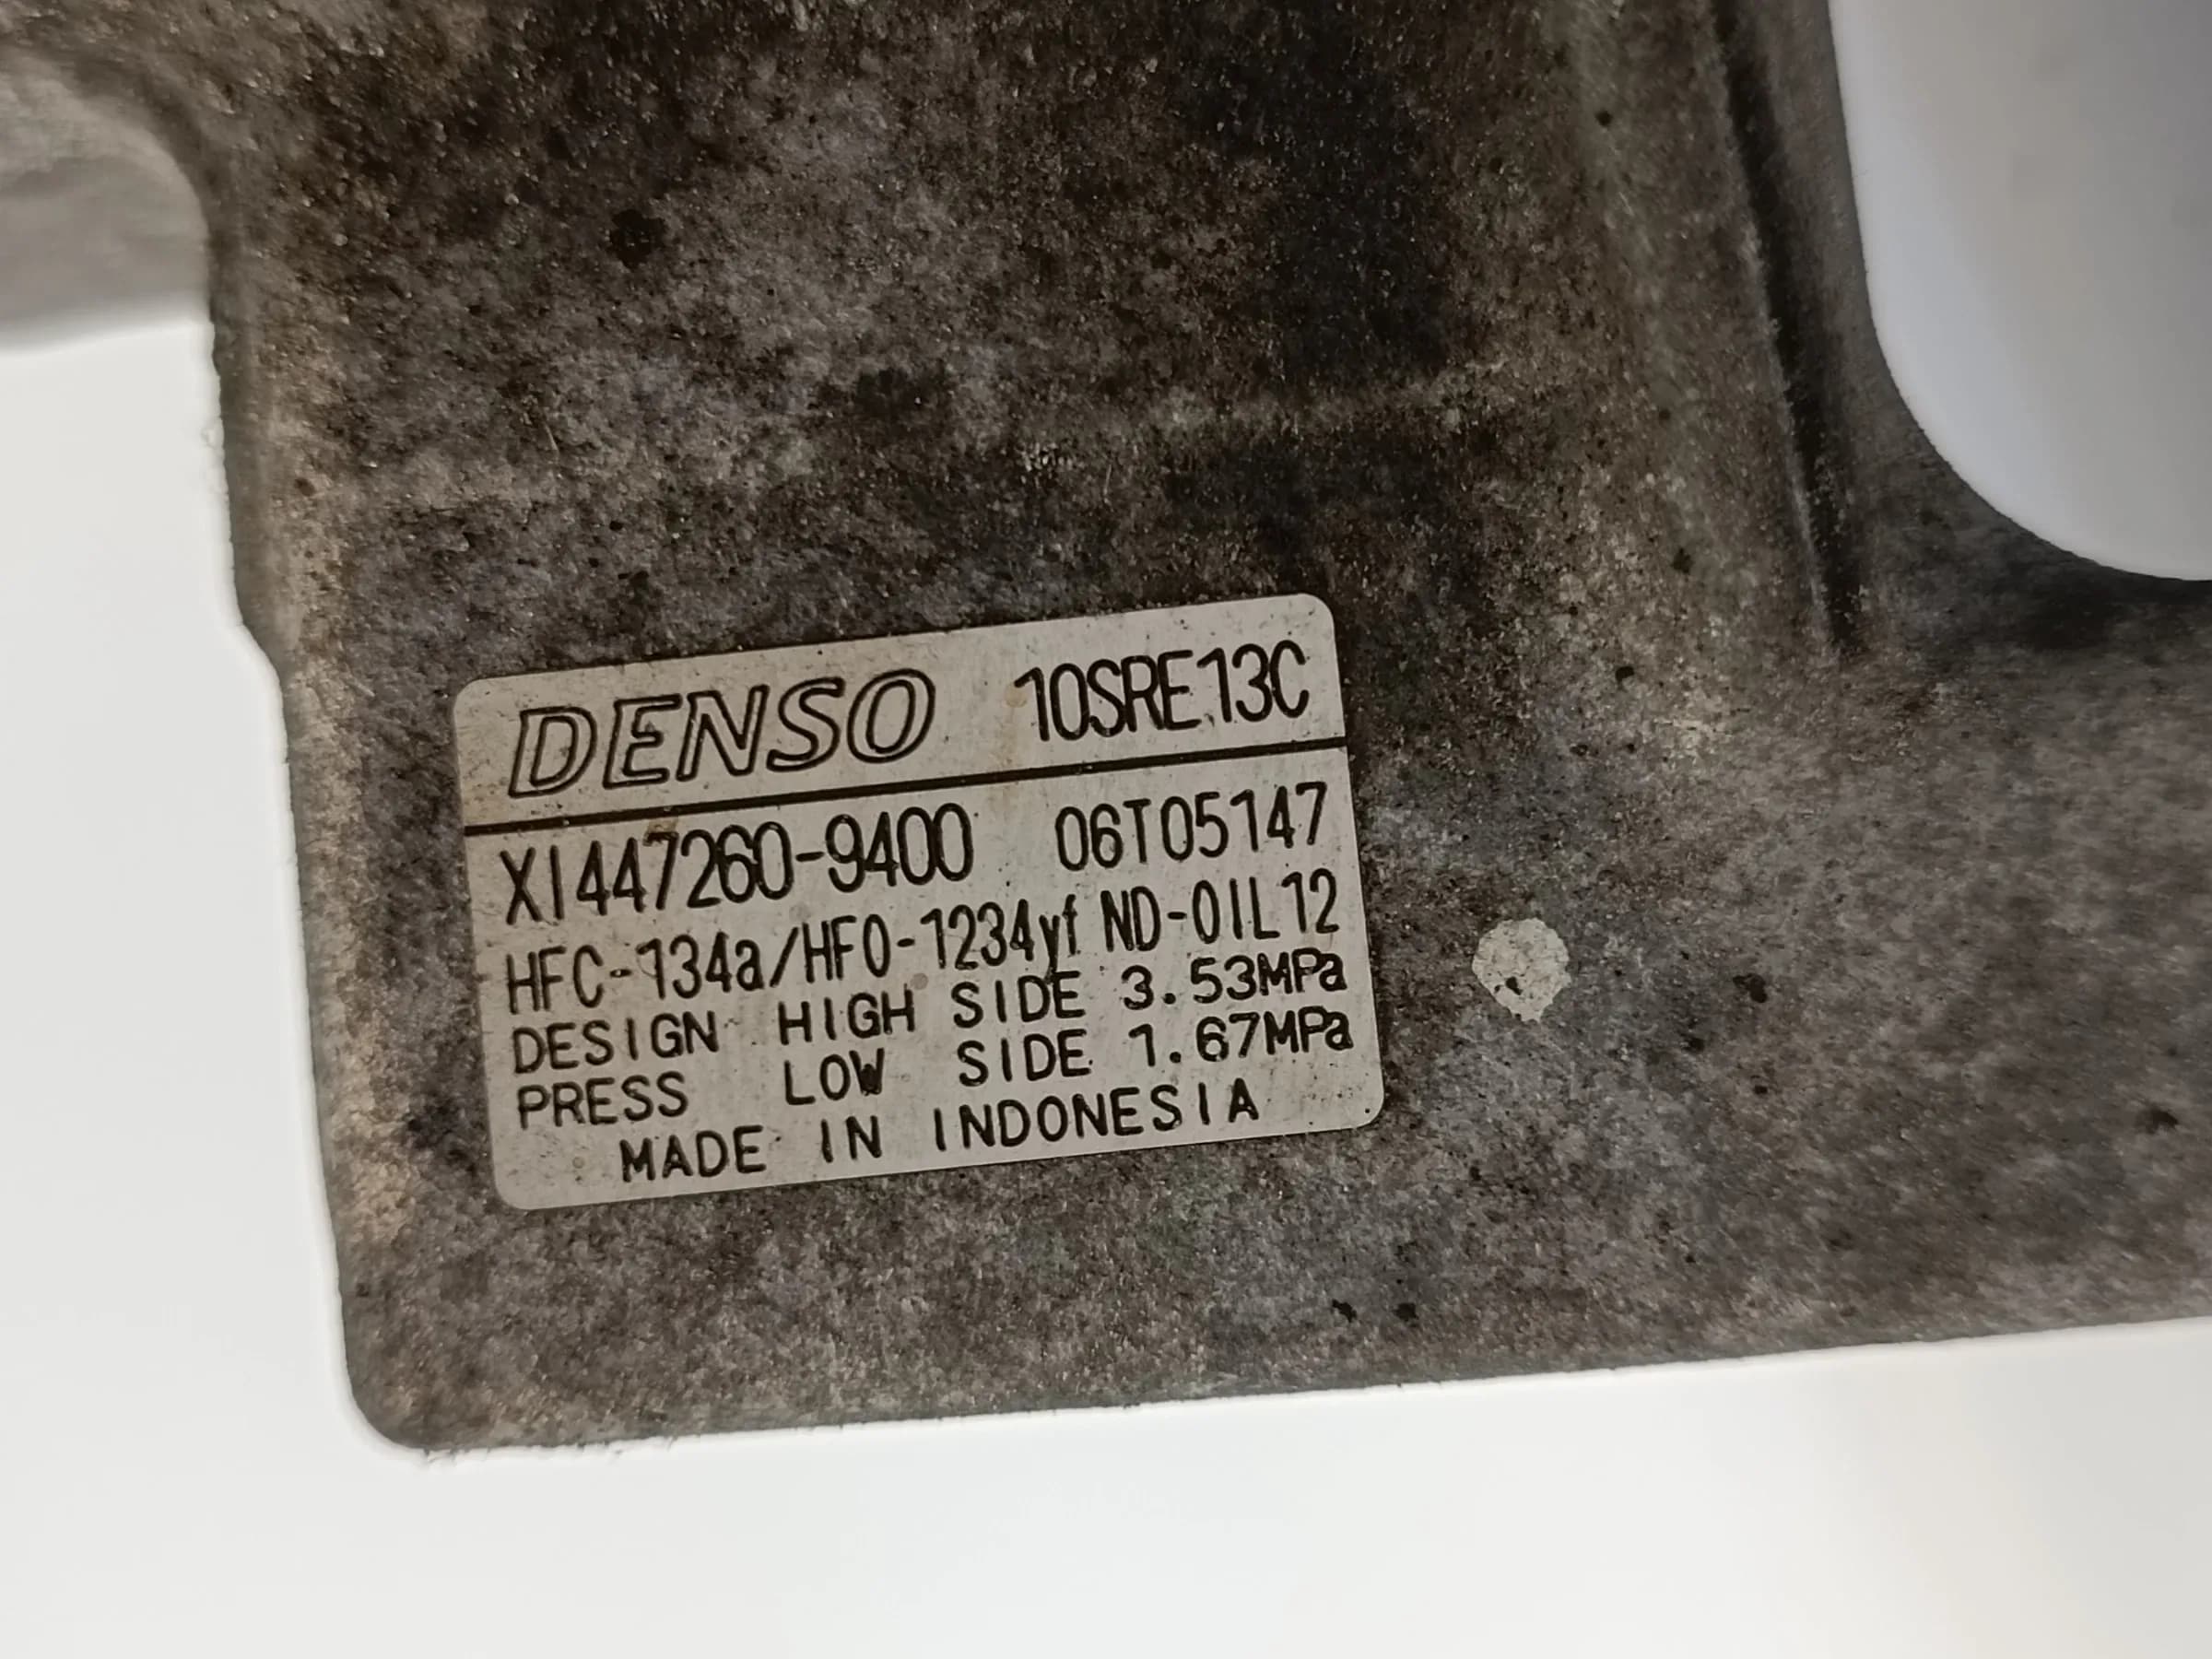 DENSO 10SRE13C
XI447260-9400 06T05147
HFC-134a/HFO-1234yf ND-OIL12
DESIGN HIGH SIDE 3.53MPa
PRESS LOW SIDE 1.67MPa
MADE IN INDONESIA